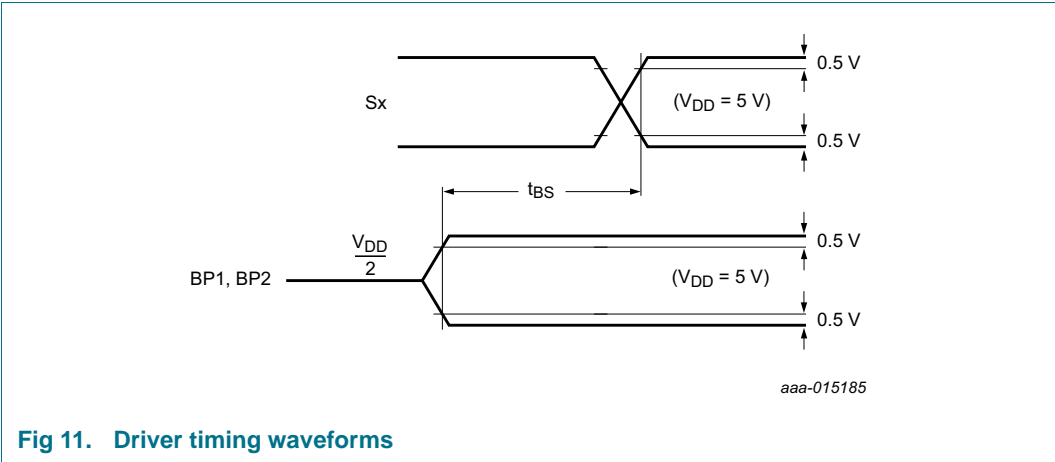 0.5 V
Sx
(VDD = 5 V)
0.5 V
tBS
VDD
2
0.5 V
BP1, BP2
(VDD = 5 V)
0.5 V
aaa-015185
Fig 11. Driver timing waveforms